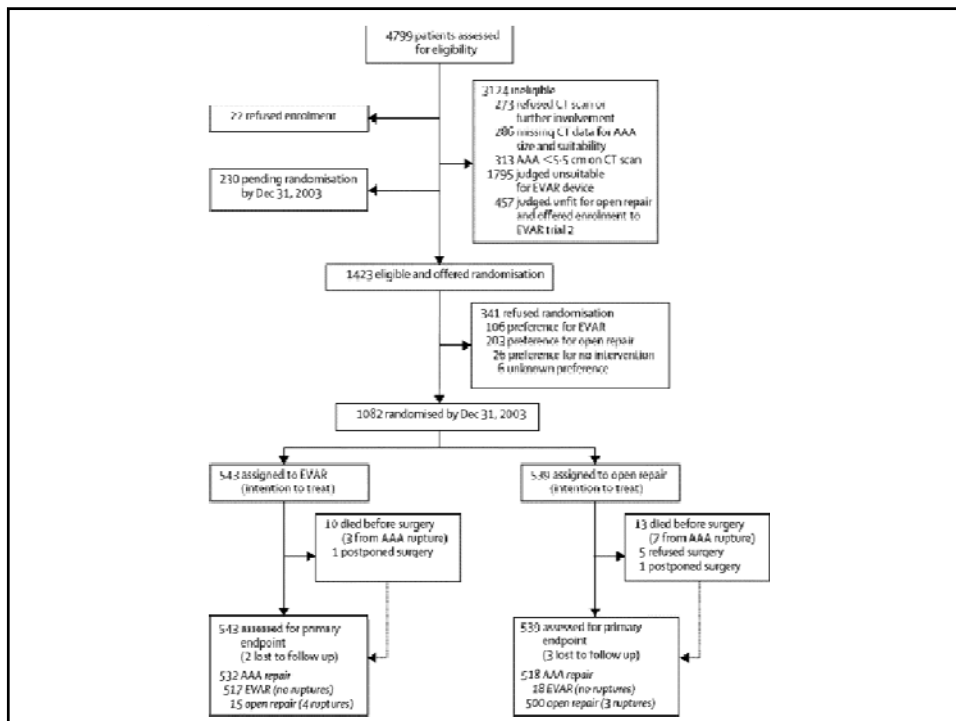 4799 patients assessed
for eligibility
3124 ineligible
273 refused CT scan or
further involvement
286 missing CT data for AAA
size and suitability
313 AAA <5·5 cm on CT scan
1795 judged unsuitable
for EVAR device
457 judged unfit for open repair
and offered enrolment to
EVAR trial 2
22 refused enrolment
230 pending randomisation
by Dec 31, 2003
1423 eligible and offered randomisation
341 refused randomisation
106 preference for EVAR
203 preference for open repair
26 preference for no intervention
6 unknown preference
1082 randomised by Dec 31, 2003
543 assigned to EVAR
(intention to treat)
539 assigned to open repair
(intention to treat)
10 died before surgery
(3 from AAA rupture)
1 postponed surgery
13 died before surgery
(7 from AAA rupture)
5 refused surgery
1 postponed surgery
543 assessed for primary
endpoint
(2 lost to follow up)
532 AAA repair
517 EVAR (no ruptures)
15 open repair (4 ruptures)
539 assessed for primary
endpoint
(3 lost to follow up)
518 AAA repair
18 EVAR (no ruptures)
500 open repair (3 ruptures)